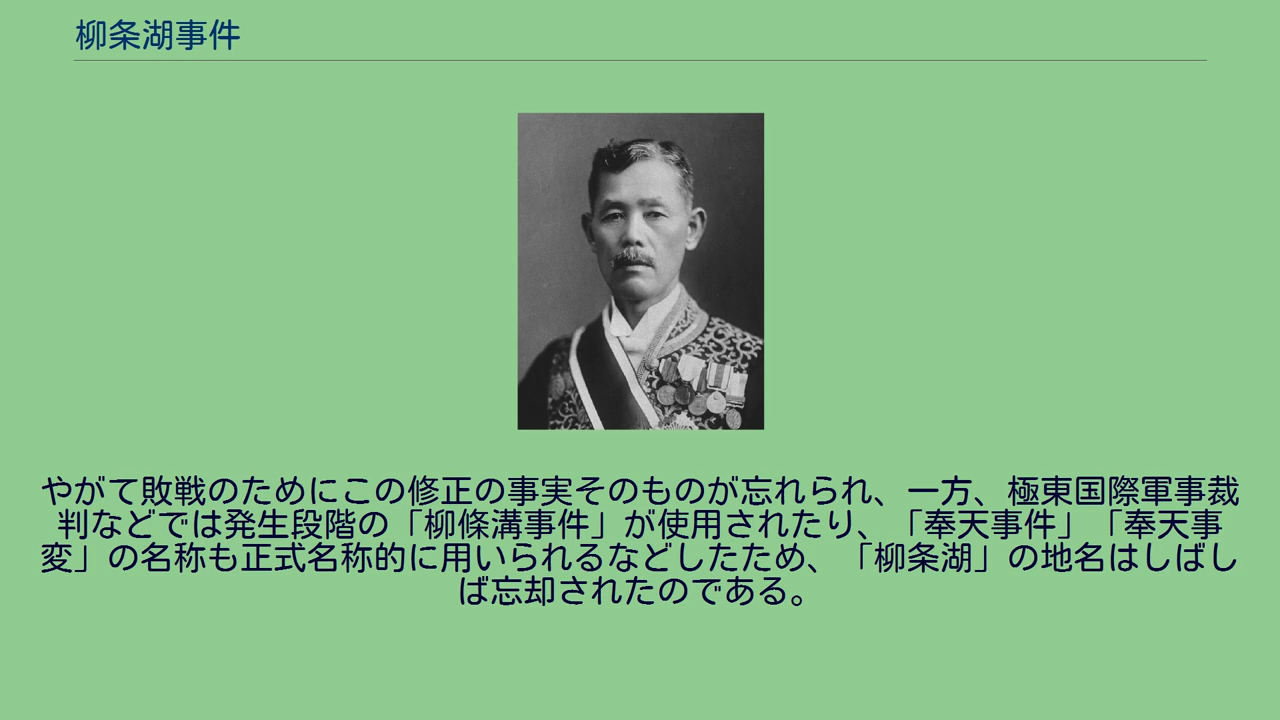 柳条湖事件
やがて敗戦のためにこの修正の事実そのものが忘れられ、一方、極東国際軍事裁
判などでは発生段階の「柳條溝事件」が使用されたり、「奉天事件」「奉天事
変」の名称も正式名称的に用いられるなどしたため、「柳条湖」の地名はしばし
ば忘却されたのである。